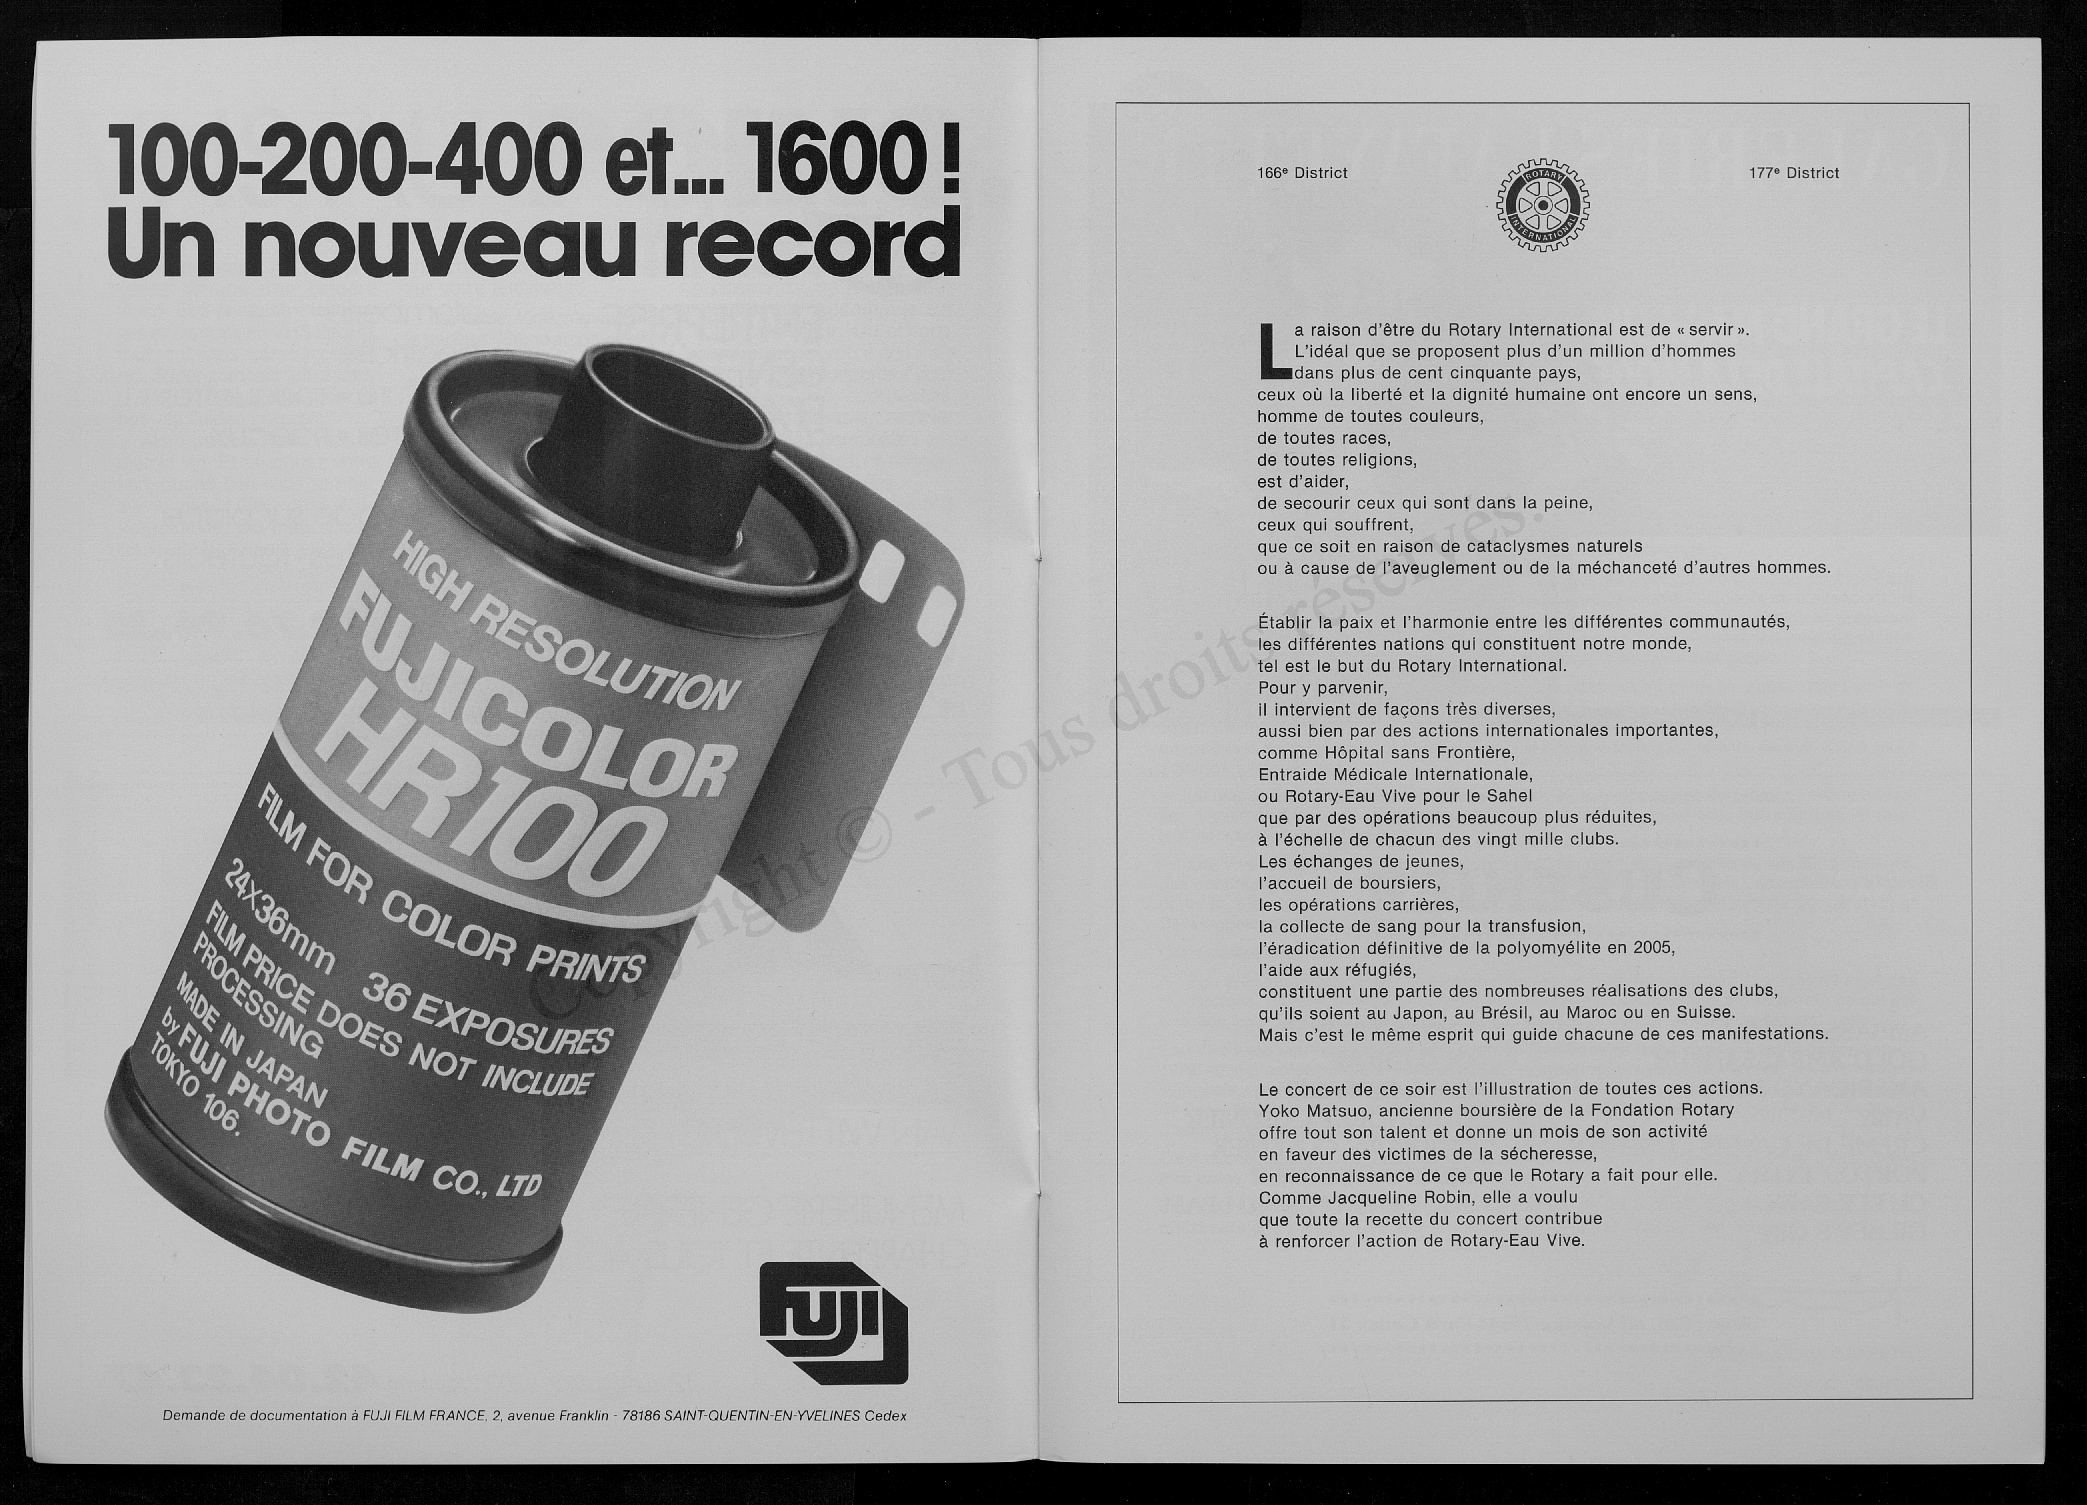 100-200-400 et... 1600 !
Un nouveau record
HIGH RESOLUTION
FUJICOLOR
HR100
FILM FOR COLOR PRINTS
24X36mm 36 EXPOSURES
FILM PRICE DOES NOT INCLUDE
PROCESSING
MADE IN JAPAN
by FUJI PHOTO FILM CO., LTD
TOKYO 106.
FUJI
Demande de documentation à FUJI FILM FRANCE, 2, avenue Franklin - 78186 SAINT-QUENTIN-EN-YVELINES Cedex
Copyright © - Tous droits réservés.
166e District
ROTARY
INTERNATIONAL
177e District
La raison d'être du Rotary International est de « servir ».
L'idéal que se proposent plus d'un million d'hommes
dans plus de cent cinquante pays,
ceux où la liberté et la dignité humaine ont encore un sens,
homme de toutes couleurs,
de toutes races,
de toutes religions,
est d'aider,
de secourir ceux qui sont dans la peine,
ceux qui souffrent,
que ce soit en raison de cataclysmes naturels
ou à cause de l'aveuglement ou de la méchanceté d'autres hommes.
Établir la paix et l'harmonie entre les différentes communautés,
les différentes nations qui constituent notre monde,
tel est le but du Rotary International.
Pour y parvenir,
il intervient de façons très diverses,
aussi bien par des actions internationales importantes,
comme Hôpital sans Frontière,
Entraide Médicale Internationale,
ou Rotary-Eau Vive pour le Sahel
que par des opérations beaucoup plus réduites,
à l'échelle de chacun des vingt mille clubs.
Les échanges de jeunes,
l'accueil de boursiers,
les opérations carrières,
la collecte de sang pour la transfusion,
l'éradication définitive de la polyomyélite en 2005,
l'aide aux réfugiés,
constituent une partie des nombreuses réalisations des clubs,
qu'ils soient au Japon, au Brésil, au Maroc ou en Suisse.
Mais c'est le même esprit qui guide chacune de ces manifestations.
Le concert de ce soir est l'illustration de toutes ces actions.
Yoko Matsuo, ancienne boursière de la Fondation Rotary
offre tout son talent et donne un mois de son activité
en faveur des victimes de la sécheresse,
en reconnaissance de ce que le Rotary a fait pour elle.
Comme Jacqueline Robin, elle a voulu
que toute la recette du concert contribue
à renforcer l'action de Rotary-Eau Vive.